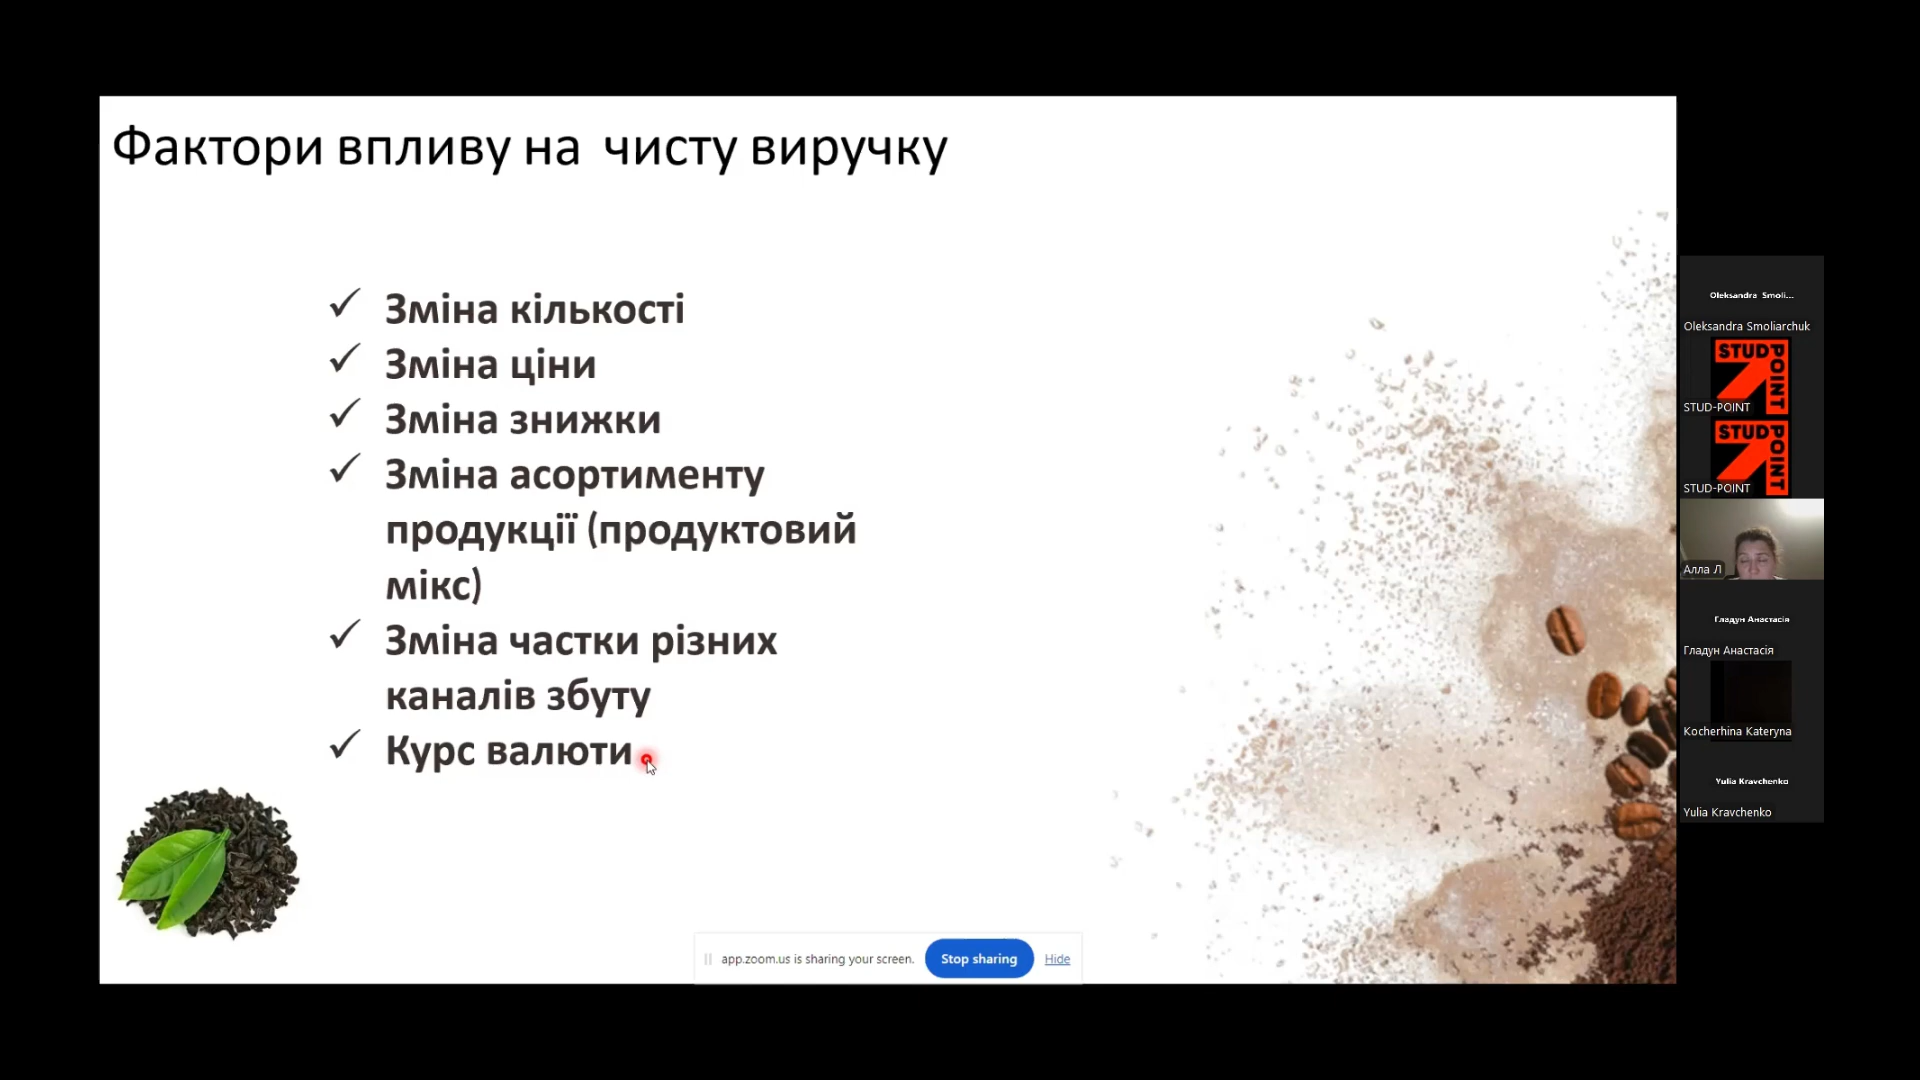 Фактори впливу на чисту виручку
✓ Зміна кількості
✓ Зміна ціни
✓ Зміна знижки
✓ Зміна асортименту
продукції (продуктовий
мікс)
✓ Зміна частки різних
каналів збуту
✓ Курс валюти
app.zoom.us is sharing your screen. Stop sharing Hide
Oleksandra Smoli...
Oleksandra Smoliarchuk
STUD
POINT
STUD-POINT
STUD
POINT
STUD-POINT
Алла Л
Гладун Анастасія
Гладун Анастасія
Kocherhina Kateryna
Yulia Kravchenko
Yulia Kravchenko